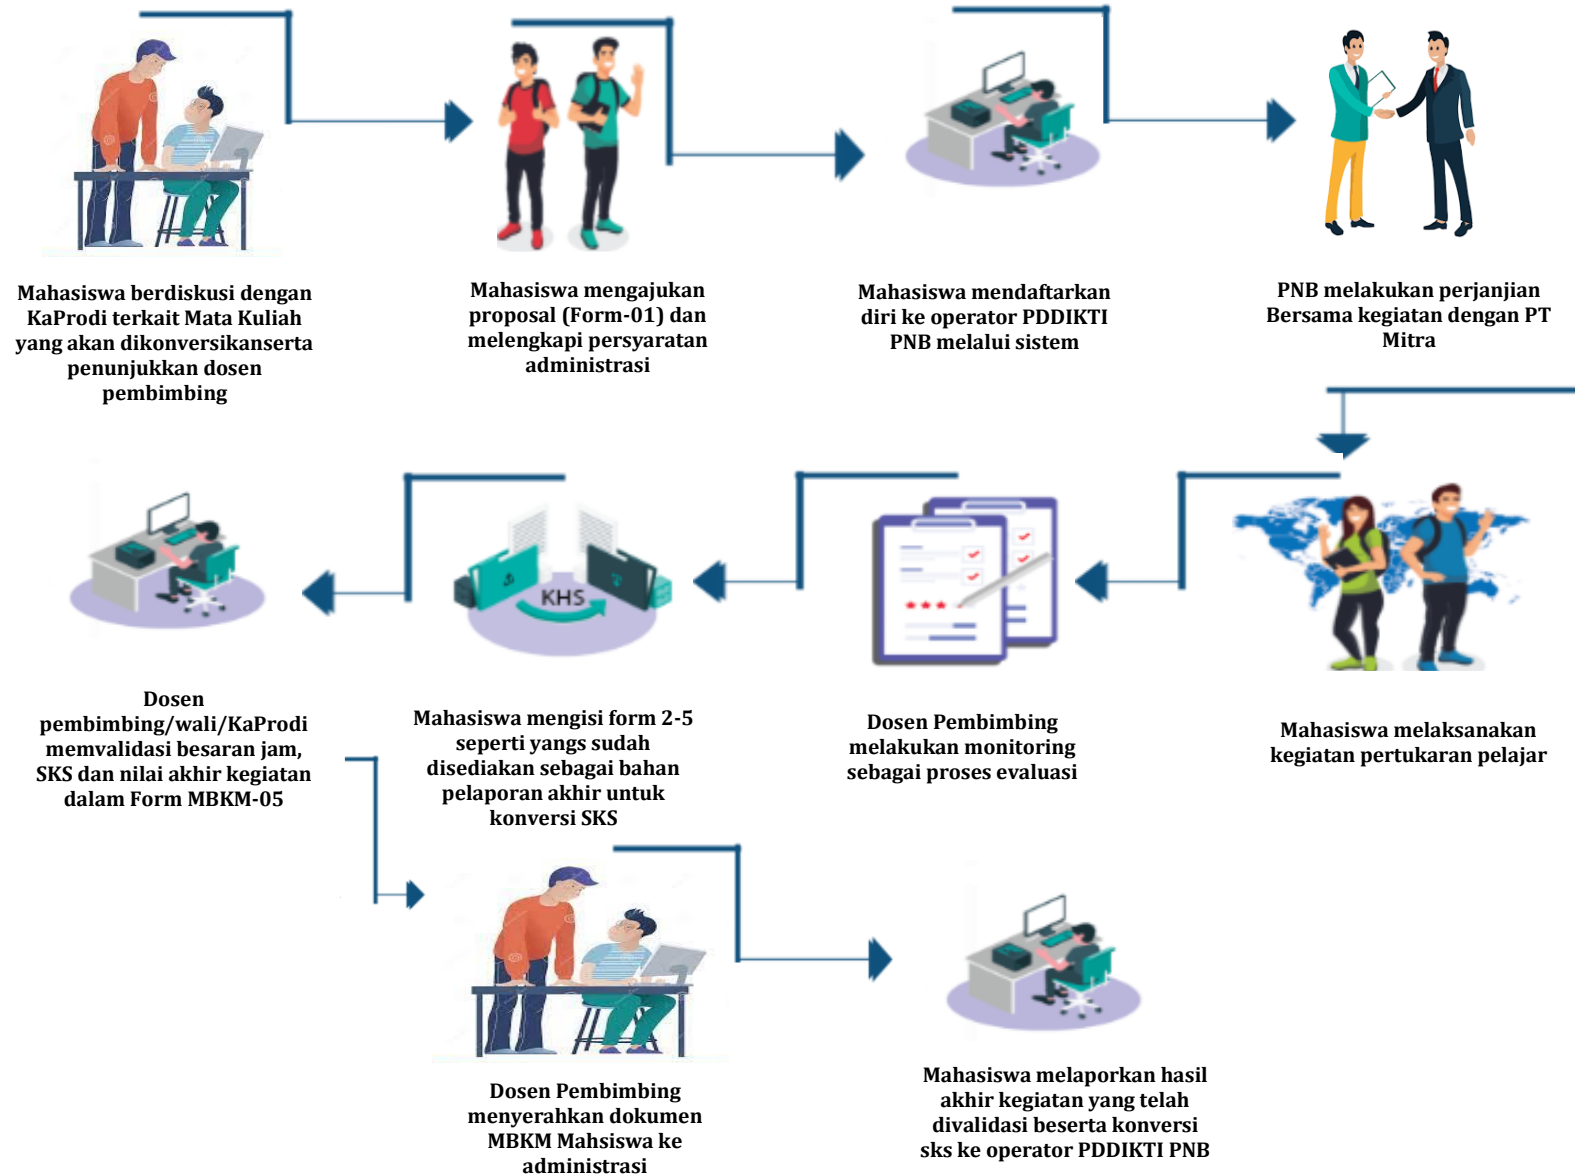 Mahasiswa berdiskusi dengan
KaProdi terkait Mata Kuliah
yang akan dikonversikanserta
penunjukkan dosen
pembimbing
Mahasiswa mengajukan
proposal (Form-01) dan
melengkapi persyaratan
administrasi
Mahasiswa mendaftarkan
diri ke operator PDDIKTI
PNB melalui sistem
PNB melakukan perjanjian
Bersama kegiatan dengan PT
Mitra
Mahasiswa melaksanakan
kegiatan pertukaran pelajar
Dosen Pembimbing
melakukan monitoring
sebagai proses evaluasi
KHS
Mahasiswa mengisi form 2-5
seperti yangs sudah
disediakan sebagai bahan
pelaporan akhir untuk
konversi SKS
Dosen
pembimbing/wali/KaProdi
memvalidasi besaran jam,
SKS dan nilai akhir kegiatan
dalam Form MBKM-05
Dosen Pembimbing
menyerahkan dokumen
MBKM Mahsiswa ke
administrasi
Mahasiswa melaporkan hasil
akhir kegiatan yang telah
divalidasi beserta konversi
sks ke operator PDDIKTI PNB